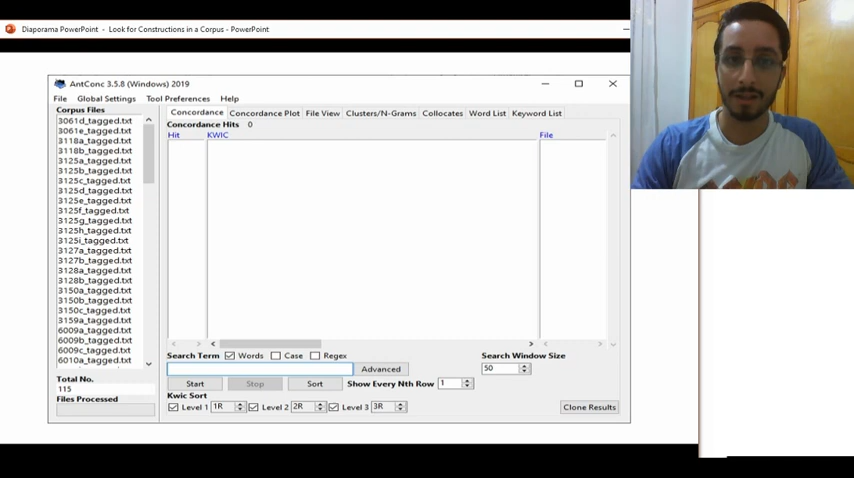 Diaporama PowerPoint - Look for Constructions in a Corpus - PowerPoint
AntConc 3.5.8 (Windows) 2019
File Global Settings Tool Preferences Help
Corpus Files
3061d_tagged.txt
3061e_tagged.txt
3118a_tagged.txt
3118b_tagged.txt
3125a_tagged.txt
3125b_tagged.txt
3125c_tagged.txt
3125d_tagged.txt
3125e_tagged.txt
3125f_tagged.txt
3125g_tagged.txt
3125h_tagged.txt
3125i_tagged.txt
3127a_tagged.txt
3127b_tagged.txt
3128a_tagged.txt
3128b_tagged.txt
3150a_tagged.txt
3150b_tagged.txt
3150c_tagged.txt
3159a_tagged.txt
6009a_tagged.txt
6009b_tagged.txt
6009c_tagged.txt
6010a_tagged.txt
Total No.
115
Files Processed
Concordance Concordance Plot File View Clusters/N-Grams Collocates Word List Keyword List
Concordance Hits 0
Hit KWIC File
Search Term Words Case Regex Search Window Size
Advanced 50
Start Stop Sort Show Every Nth Row 1
Kwic Sort
Level 1 1R Level 2 2R Level 3 3R Clone Results